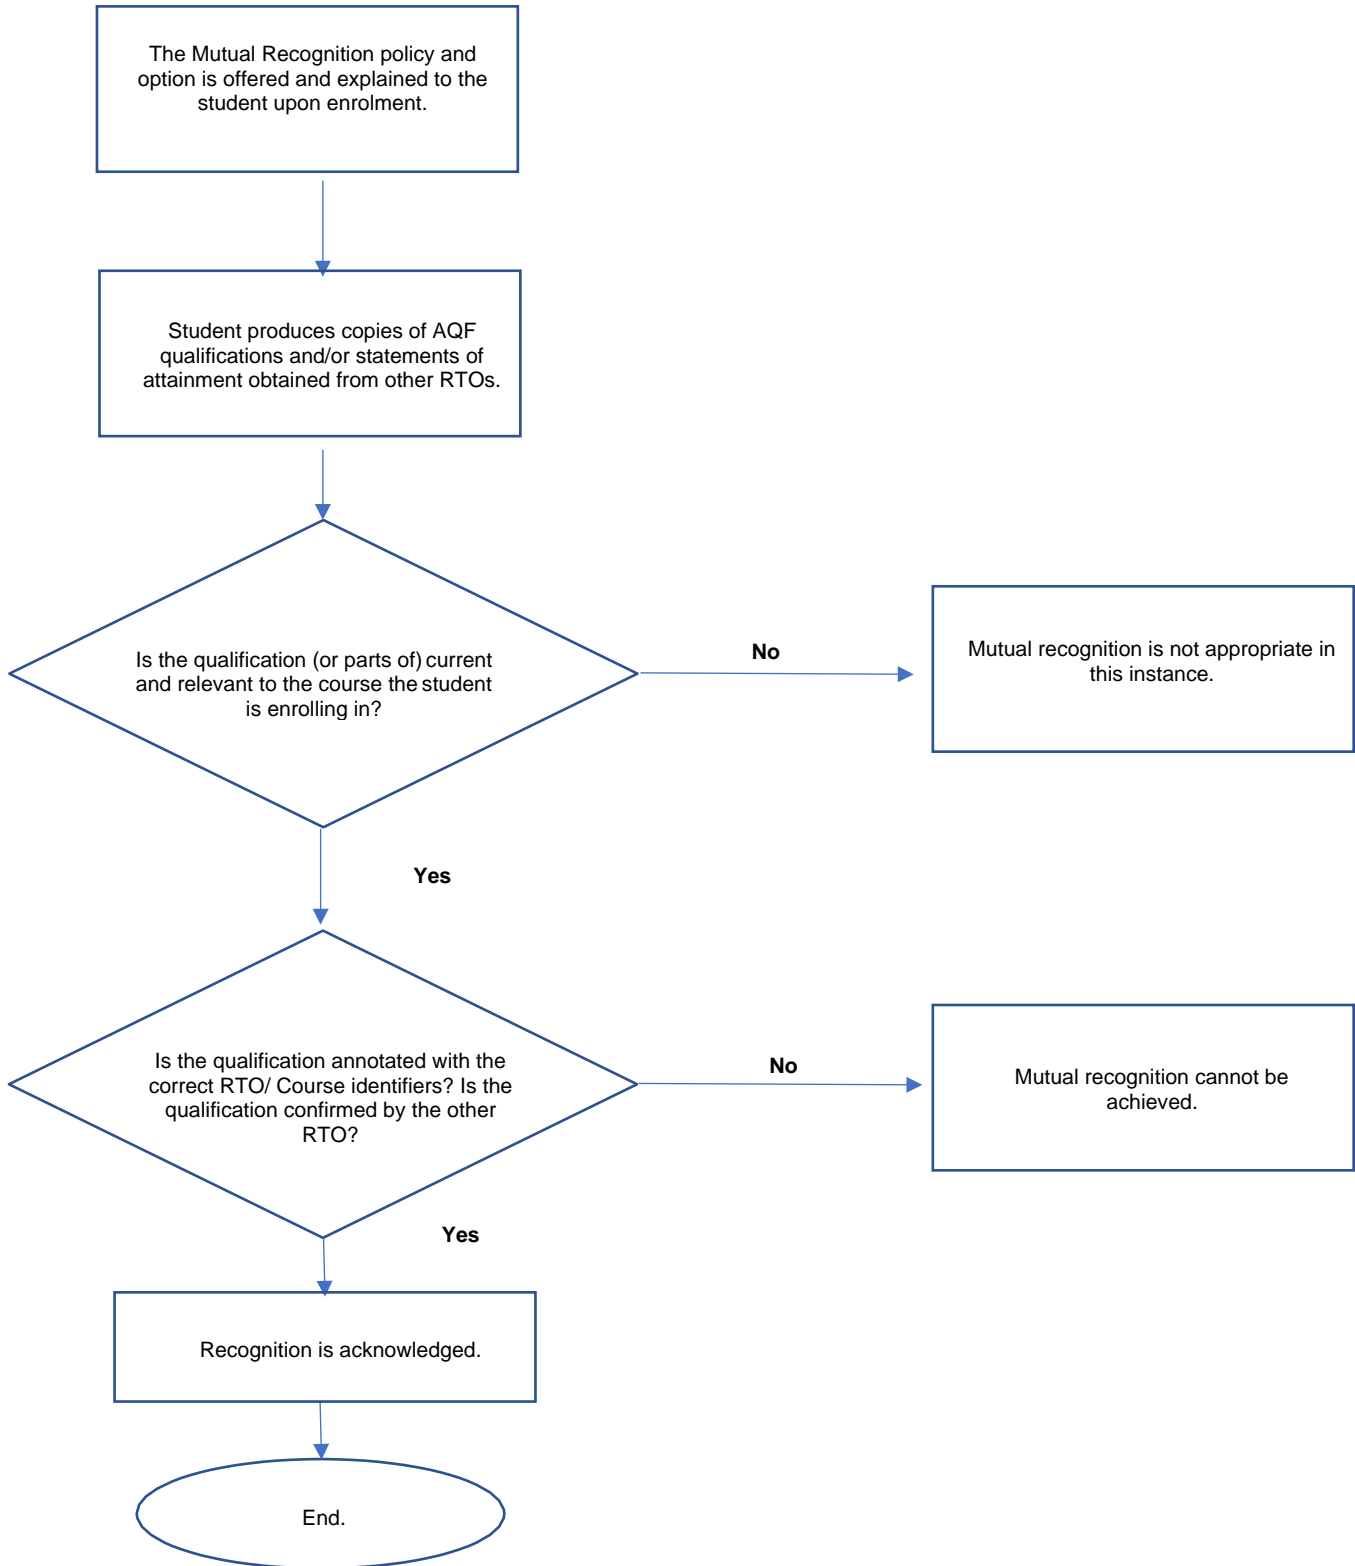 The Mutual Recognition policy and
option is offered and explained to the
student upon enrolment.
Student produces copies of AQF
qualifications and/or statements of
attainment obtained from other RTOs.
Is the qualification (or parts of) current
and relevant to the course the student
is enrolling in?
No
Mutual recognition is not appropriate in
this instance.
Yes
Is the qualification annotated with the
correct RTO/ Course identifiers? Is the
qualification confirmed by the other
RTO?
No
Mutual recognition cannot be
achieved.
Yes
Recognition is acknowledged.
End.